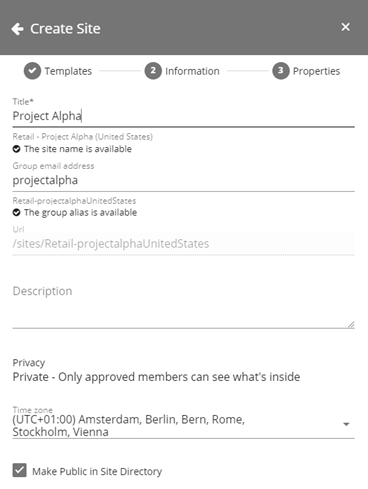 Create Site
Templates 2 Information 3 Properties
Title*
Project Alpha
Retail - Project Alpha (United States)
The site name is available
Group email address
projectalpha
Retail-projectalphaUnitedStates
The group alias is available
Url
/sites/Retail-projectalphaUnitedStates
Description
Privacy
Private - Only approved members can see what's inside
Time zone
(UTC+01:00) Amsterdam, Berlin, Bern, Rome,
Stockholm, Vienna
Make Public in Site Directory